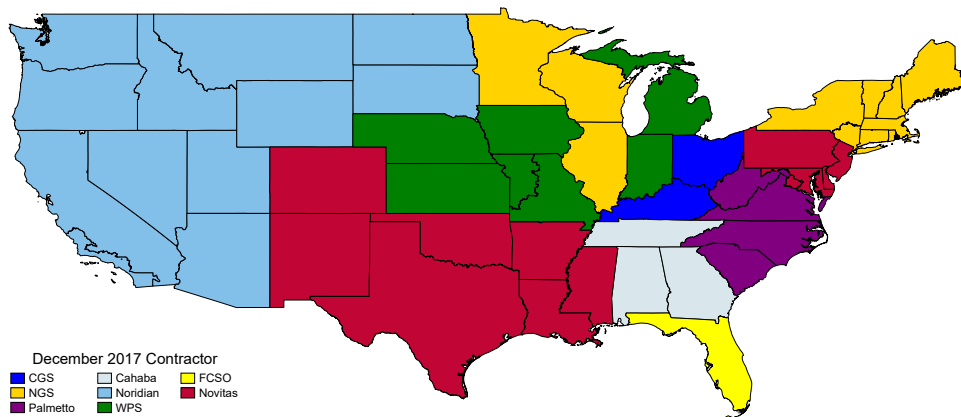 December 2017 Contractor
CGS Cahaba FCSO
NGS Noridian Novitas
Palmetto WPS